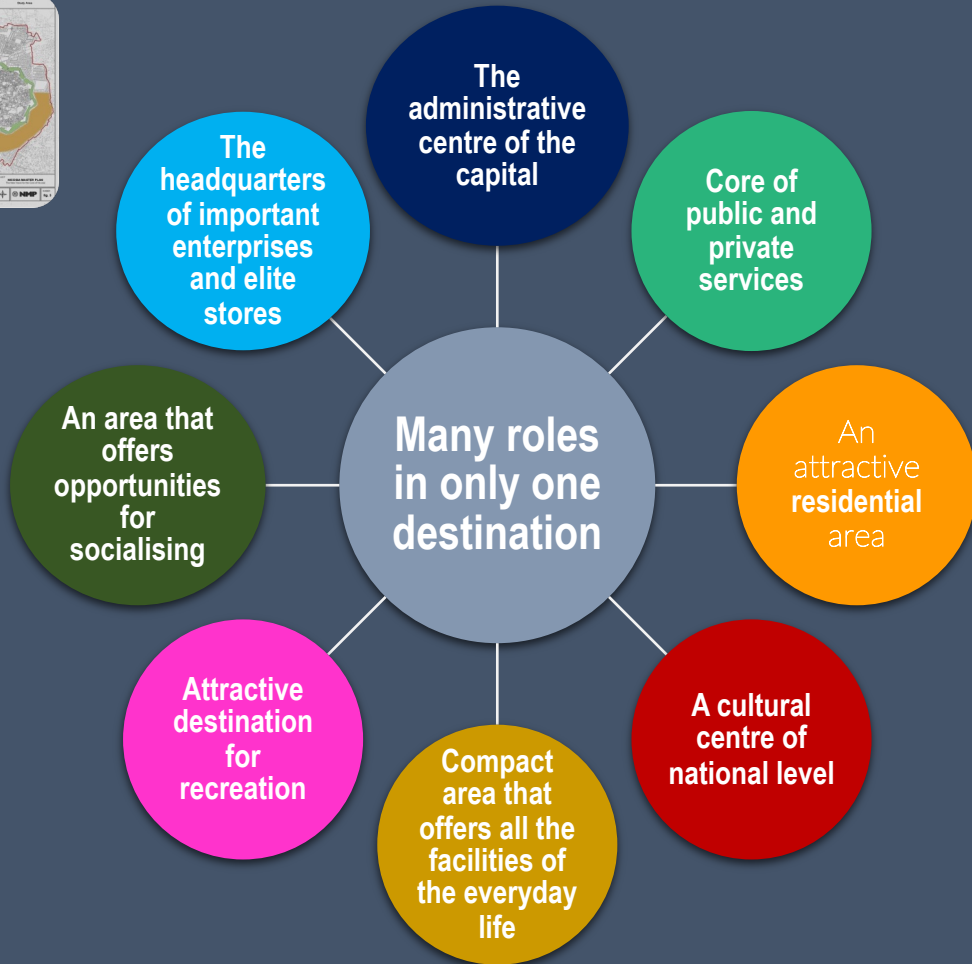 The
administrative
centre of the
capital
Core of
public and
private
services
An
attractive
residential
area
A cultural
centre of
national level
Compact
area that
offers all the
facilities of
the everyday
life
Attractive
destination
for
recreation
An area that
offers
opportunities
for
socialising
The
headquarters
of important
enterprises
and elite
stores
Many roles
in only one
destination
NMP